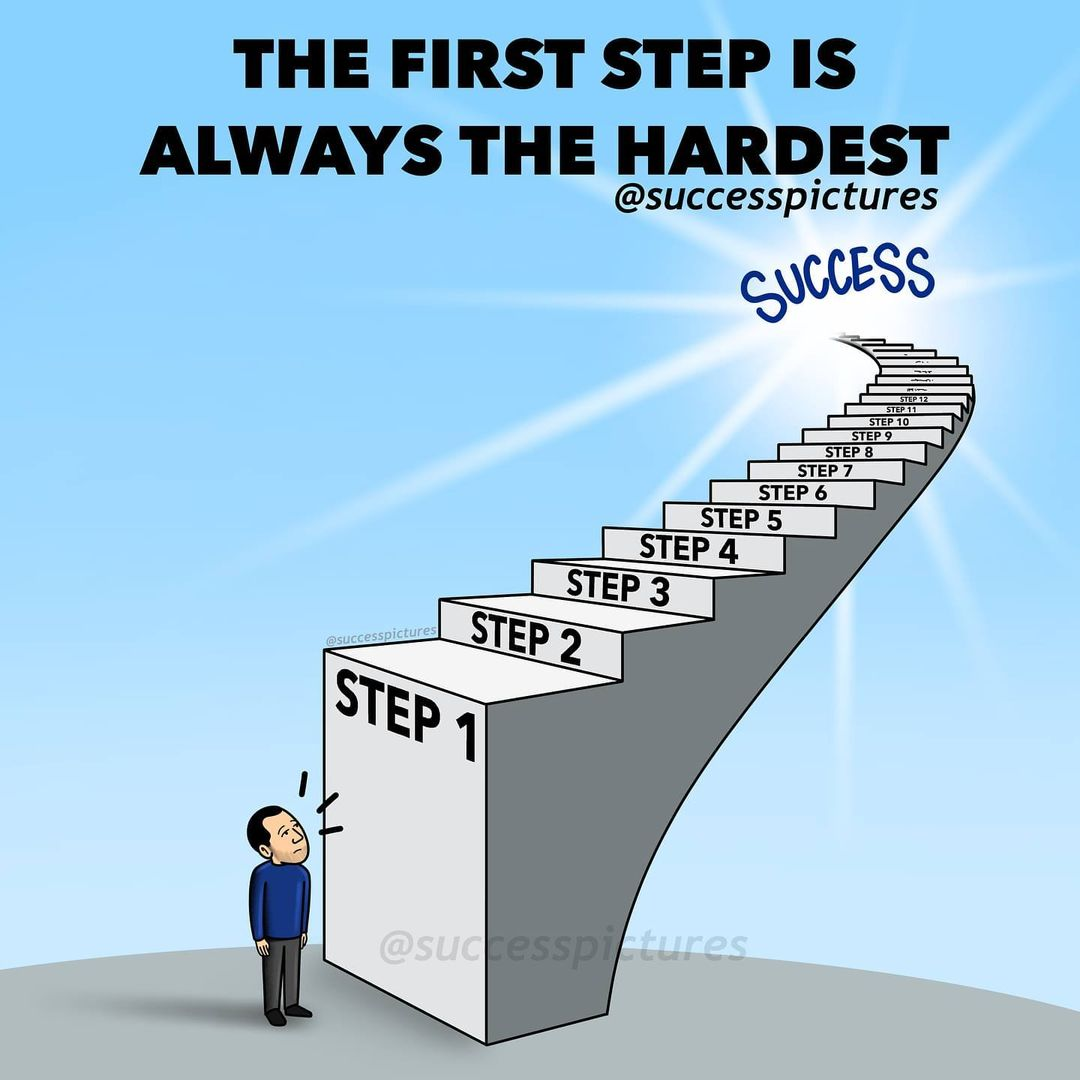 THE FIRST STEP IS
ALWAYS THE HARDEST
@successpictures
SUCCESS
STEP 12
STEP 11
STEP 10
STEP 9
STEP 8
STEP 7
STEP 6
STEP 5
STEP 4
STEP 3
STEP 2
@successpictures
STEP 1
@successpictures